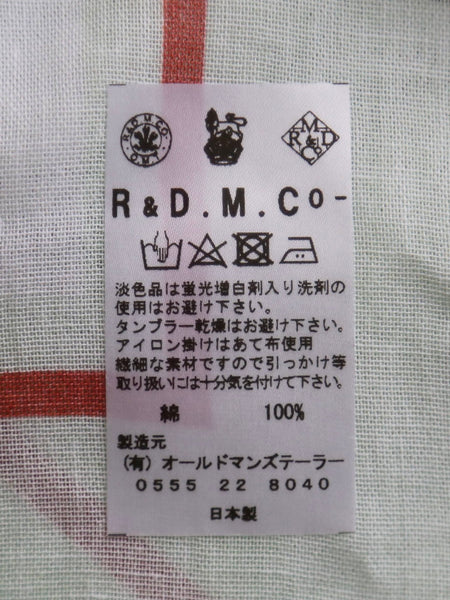 R&D.M.CO.
O.M.T
R M D
&
Co
R & D . M . Co -
淡色品は蛍光増白剤入り洗剤の
使用はお避け下さい。
タンブラー乾燥はお避け下さい。
アイロン掛けはあて布使用
繊細な素材ですので引っかけ等
取り扱いには十分気を付けて下さい。
綿 100%
製造元
(有) オールドマンズテーラー
0555 22 8040
日本製